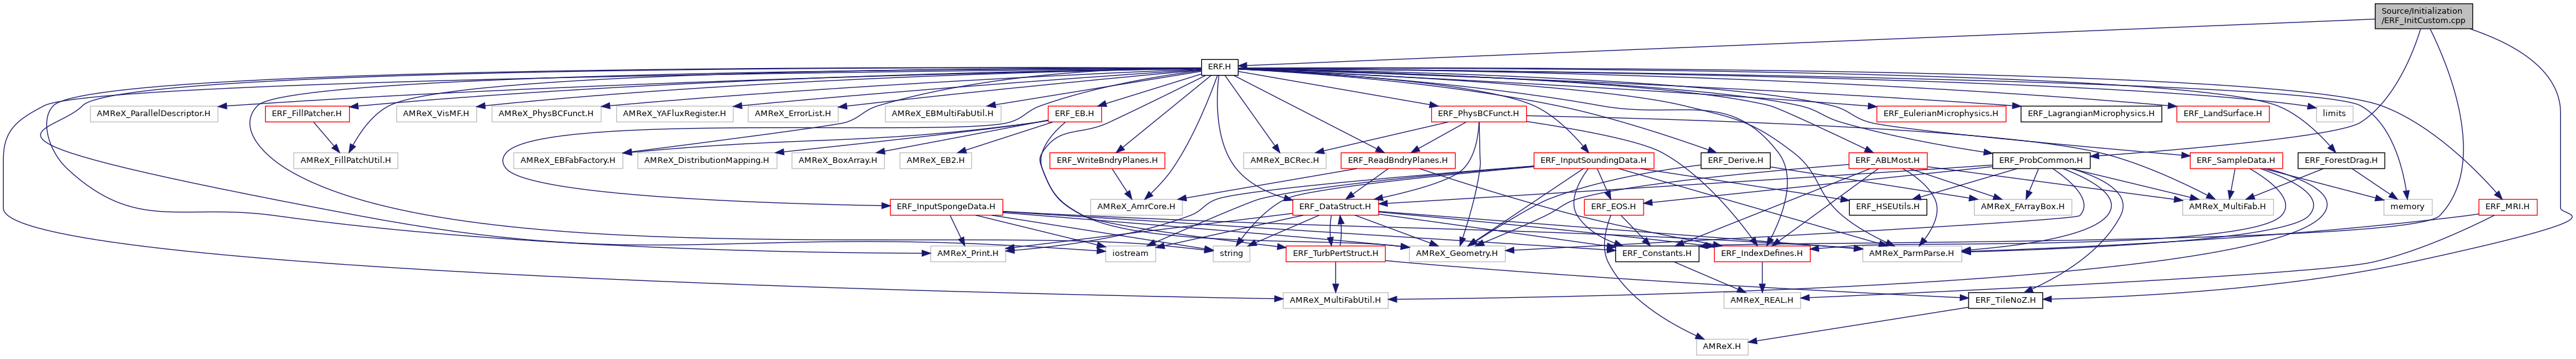 Source/Initialization
/ERF_InitCustom.cpp
ERF.H
AMReX_ParallelDescriptor.H
ERF_FillPatcher.H
AMReX_VisMF.H
AMReX_PhysBCFunct.H
AMReX_YAFluxRegister.H
AMReX_ErrorList.H
AMReX_EBMultiFabUtil.H
ERF_EB.H
ERF_PhysBCFunct.H
ERF_EulerianMicrophysics.H
ERF_LagrangianMicrophysics.H
ERF_LandSurface.H
limits
AMReX_FillPatchUtil.H
AMReX_EBFabFactory.H
AMReX_DistributionMapping.H
AMReX_BoxArray.H
AMReX_EB2.H
ERF_WriteBndryPlanes.H
AMReX_BCRec.H
ERF_ReadBndryPlanes.H
ERF_InputSoundingData.H
ERF_Derive.H
ERF_ABLMost.H
ERF_ProbCommon.H
ERF_SampleData.H
ERF_ForestDrag.H
ERF_InputSpongeData.H
AMReX_AmrCore.H
ERF_DataStruct.H
ERF_EOS.H
ERF_HSEUtils.H
AMReX_FArrayBox.H
AMReX_MultiFab.H
memory
ERF_MRI.H
AMReX_Print.H
iostream
string
ERF_TurbPertStruct.H
AMReX_Geometry.H
ERF_Constants.H
ERF_IndexDefines.H
AMReX_ParmParse.H
AMReX_MultiFabUtil.H
AMReX_REAL.H
ERF_TileNoZ.H
AMReX.H